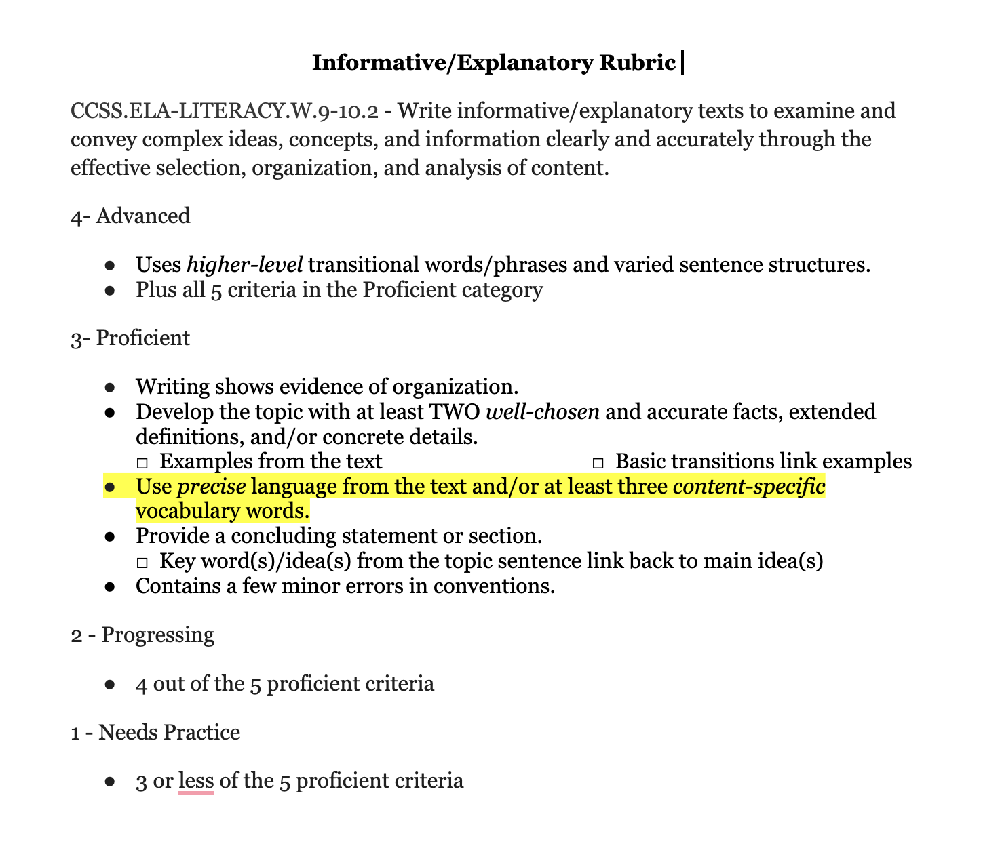 Informative/Explanatory Rubric
CCSS.ELA-LITERACY.W.9-10.2 - Write informative/explanatory texts to examine and
convey complex ideas, concepts, and information clearly and accurately through the
effective selection, organization, and analysis of content.
4- Advanced
● Uses higher-level transitional words/phrases and varied sentence structures.
● Plus all 5 criteria in the Proficient category
3- Proficient
● Writing shows evidence of organization.
● Develop the topic with at least TWO well-chosen and accurate facts, extended
definitions, and/or concrete details.
□ Examples from the text □ Basic transitions link examples
● Use precise language from the text and/or at least three content-specific
vocabulary words.
● Provide a concluding statement or section.
□ Key word(s)/idea(s) from the topic sentence link back to main idea(s)
● Contains a few minor errors in conventions.
2 - Progressing
● 4 out of the 5 proficient criteria
1 - Needs Practice
● 3 or less of the 5 proficient criteria